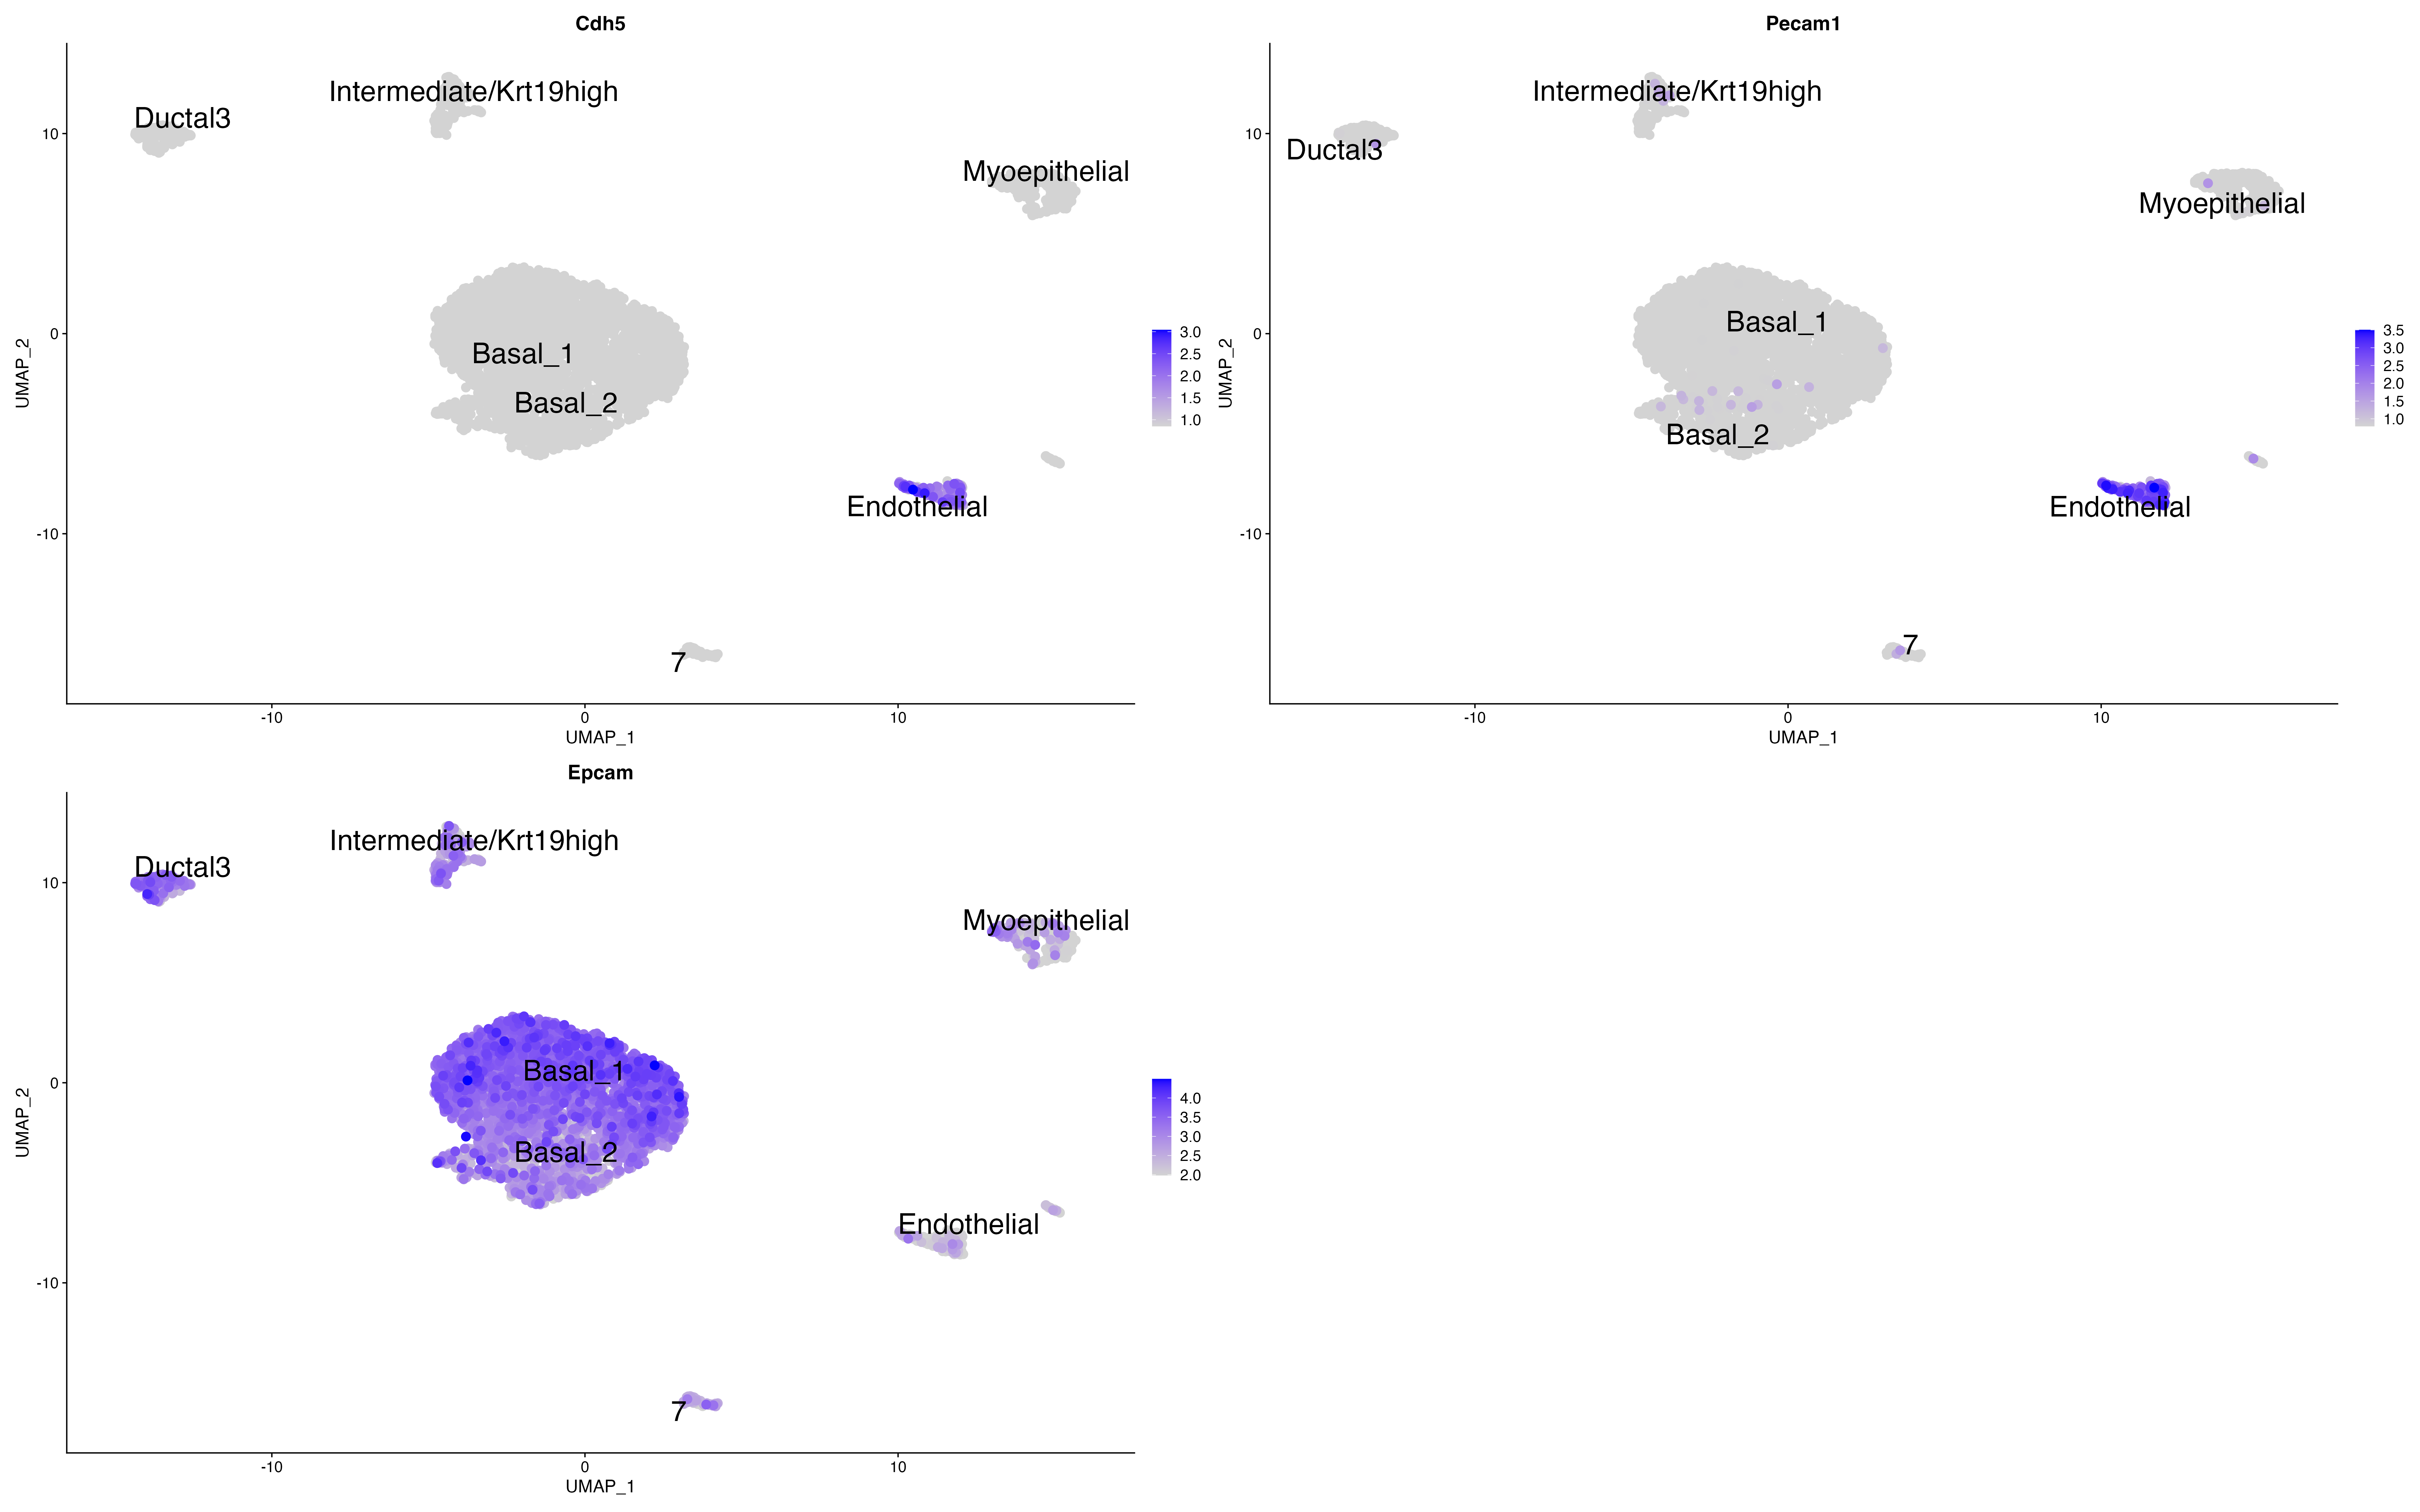 Cdh5
Intermediate/Krt19high
Ductal3
10
Myoepithelial
0
Basal_1
Basal_2
UMAP_2
3.0
2.5
2.0
1.5
1.0
Endothelial
-10
7
-10
0
10
UMAP_1
Pecam1
Intermediate/Krt19high
10
Ductal3
Myoepithelial
0
Basal_1
UMAP_2
3.5
3.0
2.5
2.0
1.5
1.0
Basal_2
Endothelial
-10
7
-10
0
10
UMAP_1
Epcam
Intermediate/Krt19high
Ductal3
10
Myoepithelial
0
Basal_1
UMAP_2
4.0
3.5
3.0
2.5
2.0
Basal_2
Endothelial
-10
7
-10
0
10
UMAP_1